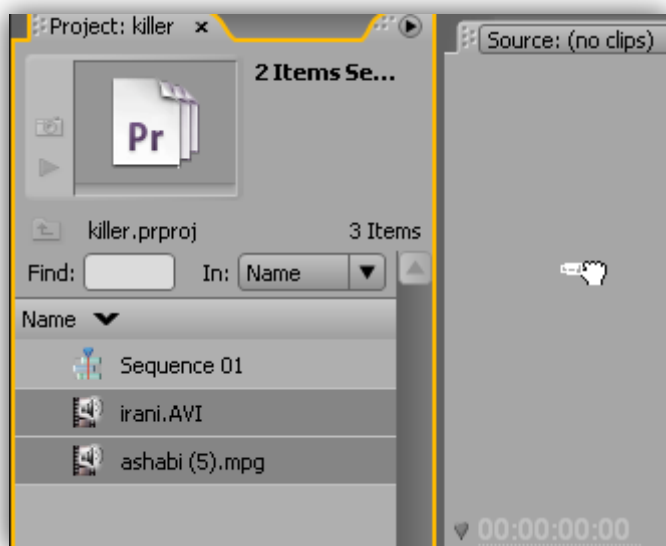 Project: killer x
Source: (no clips)
2 Items Se...
Pr
killer.prproj 3 Items
Find: In: Name
Name
Sequence 01
irani.AVI
ashabi (5).mpg
00:00:00:00